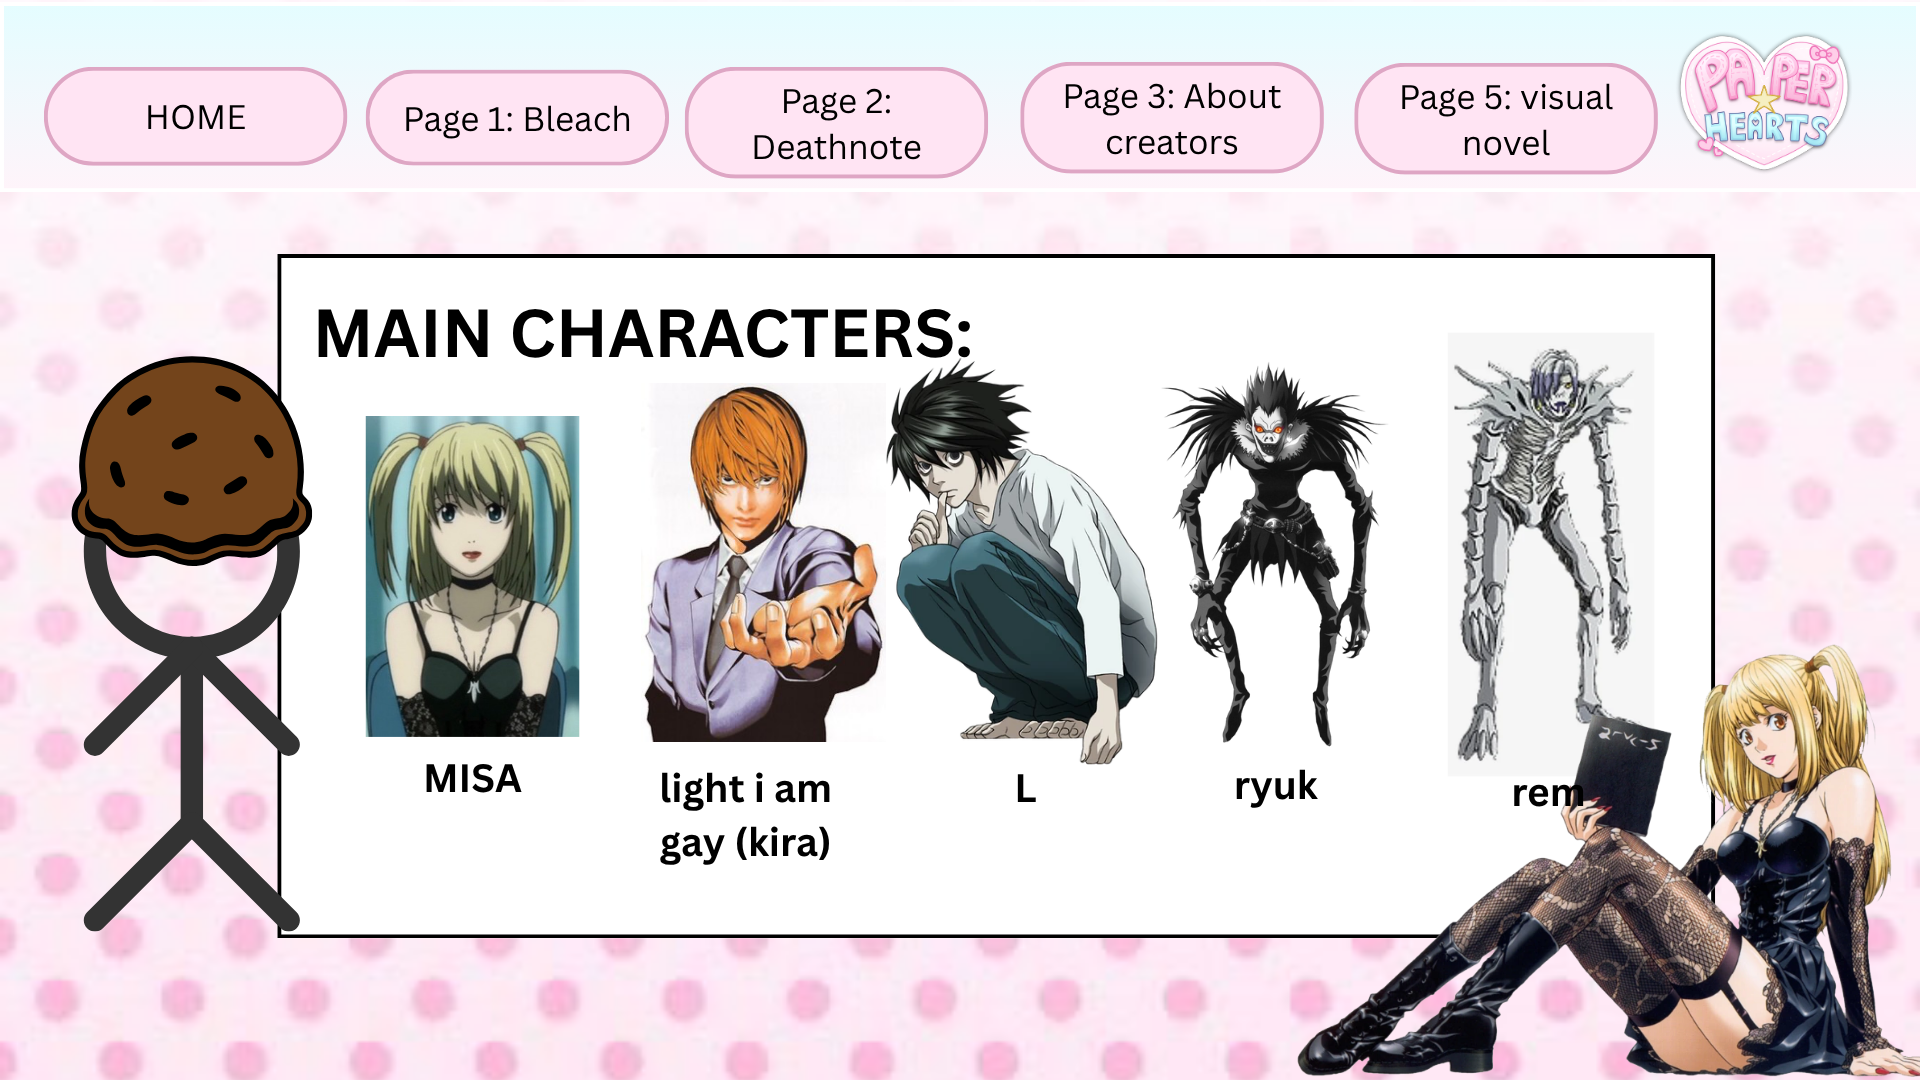 HOME
Page 1: Bleach
Page 2:
Deathnote
Page 3: About
creators
Page 5: visual
novel
PAPER
HEARTS
MAIN CHARACTERS:
MISA
light i am
gay (kira)
L
ryuk
rem